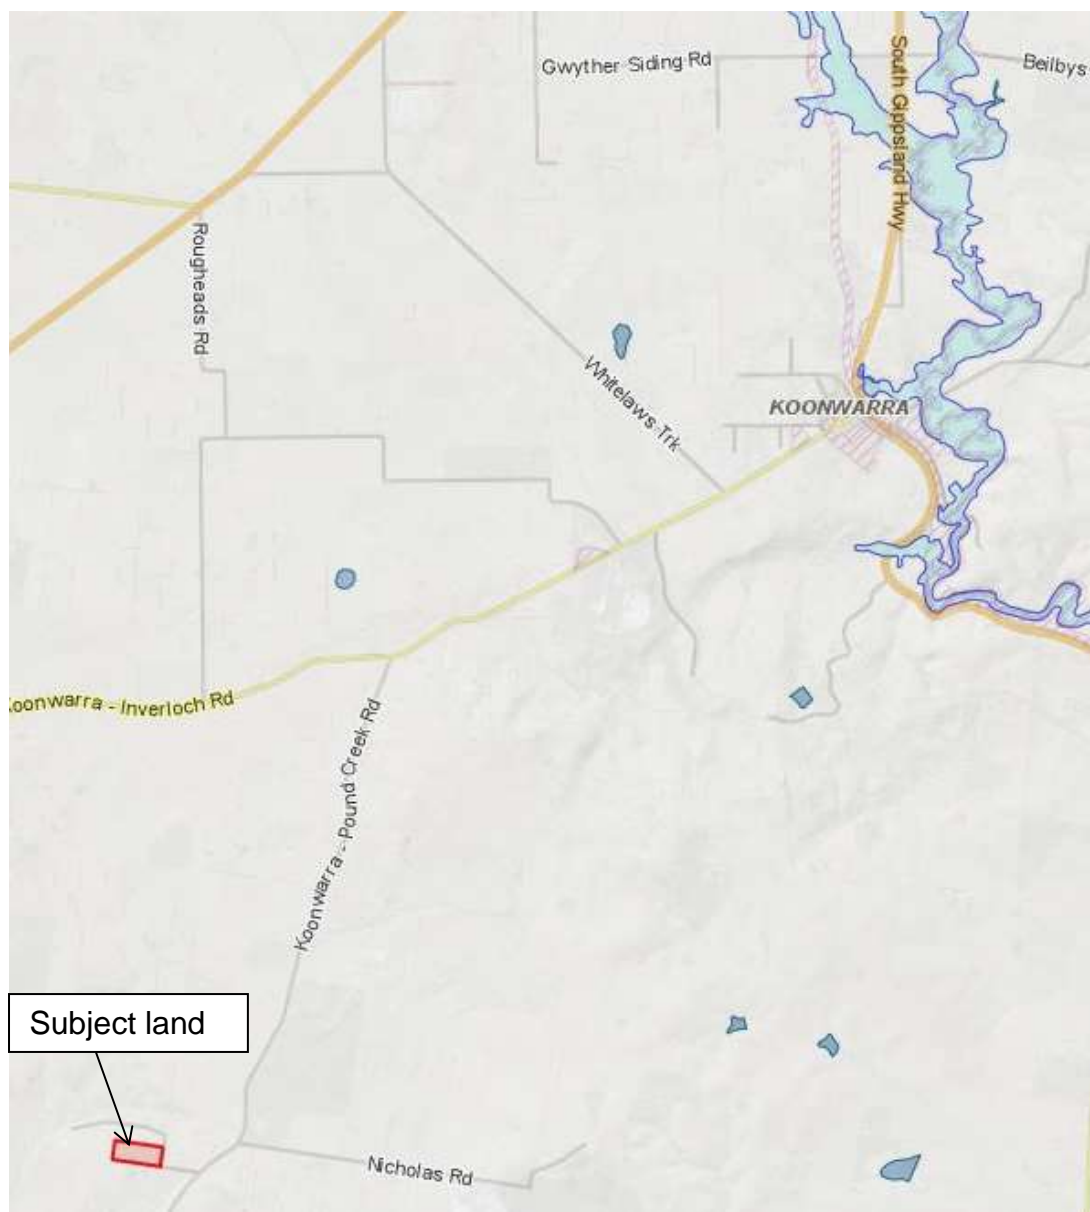 Gwyther Siding Rd
Beilbys
South Gippsland Hwy
Rougheads Rd
Whitelaws Trk
KOONWARRA
Koonwarra - Inverloch Rd
Koonwarra - Pound Creek Rd
Subject land
Nicholas Rd